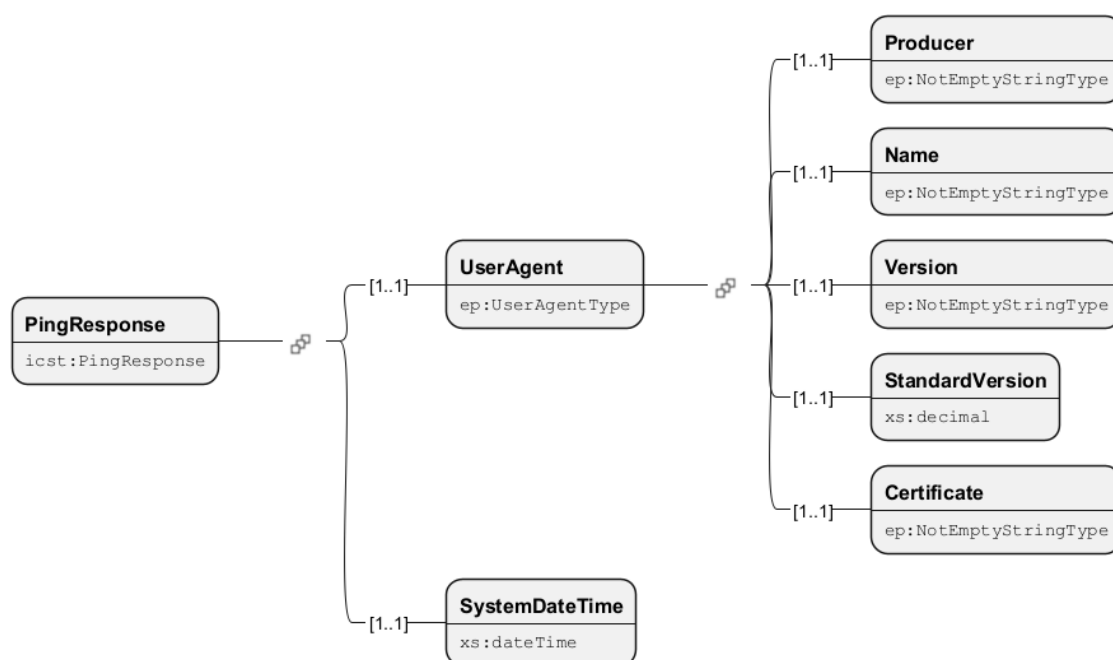 PingResponse
icst:PingResponse
[1..1]
UserAgent
ep:UserAgentType
[1..1]
Producer
ep:NotEmptyStringType
[1..1]
Name
ep:NotEmptyStringType
[1..1]
Version
ep:NotEmptyStringType
[1..1]
StandardVersion
xs:decimal
[1..1]
Certificate
ep:NotEmptyStringType
[1..1]
SystemDateTime
xs:dateTime